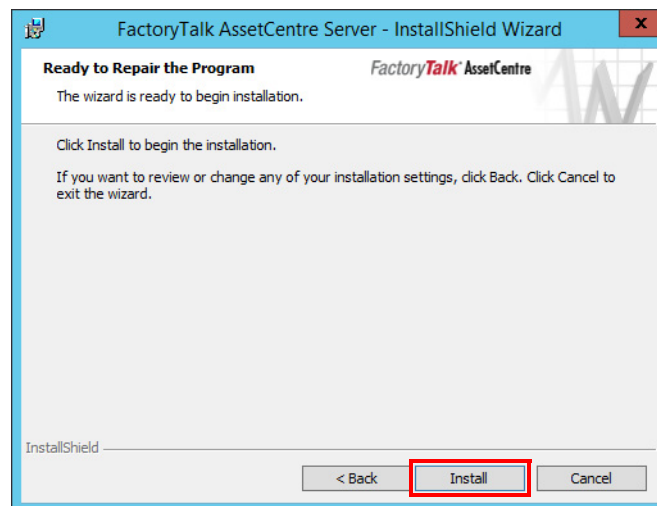 FactoryTalk AssetCentre Server - InstallShield Wizard
x
Ready to Repair the Program
FactoryTalk® AssetCentre
The wizard is ready to begin installation.
Click Install to begin the installation.
If you want to review or change any of your installation settings, click Back. Click Cancel to
exit the wizard.
InstallShield
< Back
Install
Cancel